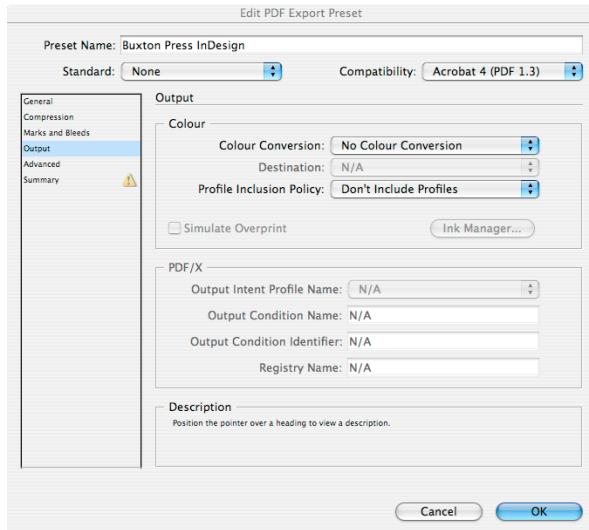 Edit PDF Export Preset
Preset Name: Buxton Press InDesign
Standard: None Compatibility: Acrobat 4 (PDF 1.3)
General
Compression
Marks and Bleeds
Output
Advanced
Summary
Output
Colour
Colour Conversion: No Colour Conversion
Destination: N/A
Profile Inclusion Policy: Don't Include Profiles
Simulate Overprint Ink Manager...
PDF/X
Output Intent Profile Name: N/A
Output Condition Name: N/A
Output Condition Identifier: N/A
Registry Name: N/A
Description
Position the pointer over a heading to view a description.
Cancel OK